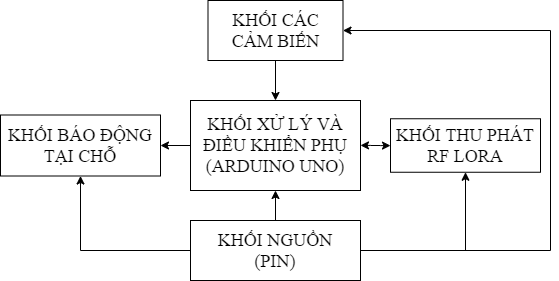 KHỐI CÁC
CẢM BIẾN
KHỐI XỬ LÝ VÀ
ĐIỀU KHIỂN PHỤ
(ARDUINO UNO)
KHỐI BÁO ĐỘNG
TẠI CHỖ
KHỐI THU PHÁT
RF LORA
KHỐI NGUỒN
(PIN)